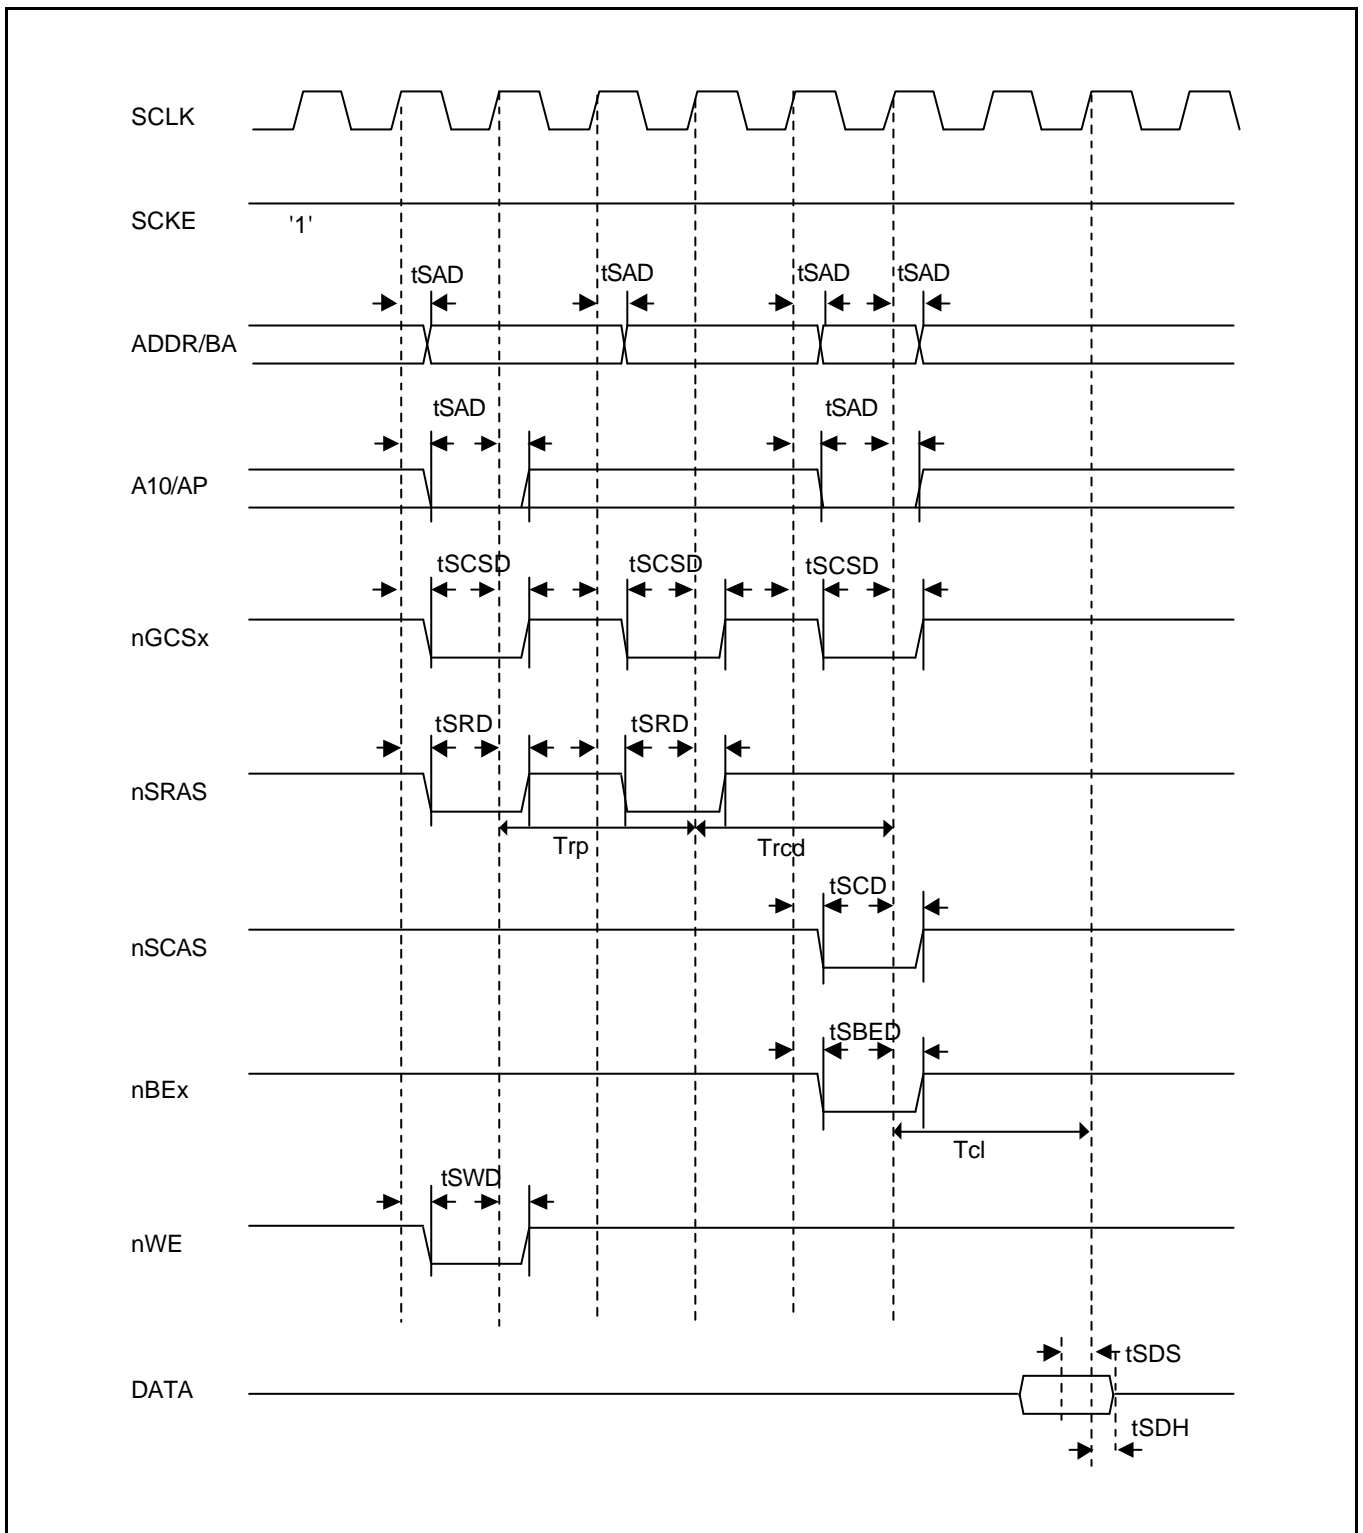 SCLK
SCKE '1'
tSAD tSAD tSAD tSAD
ADDR/BA
tSAD tSAD
A10/AP
tSCSD tSCSD tSCSD
nGCSx
tSRD tSRD
nSRAS
Trp Trcd
tSCD
nSCAS
tSBED
nBEx
Tcl
tSWD
nWE
tSDS
DATA
tSDH